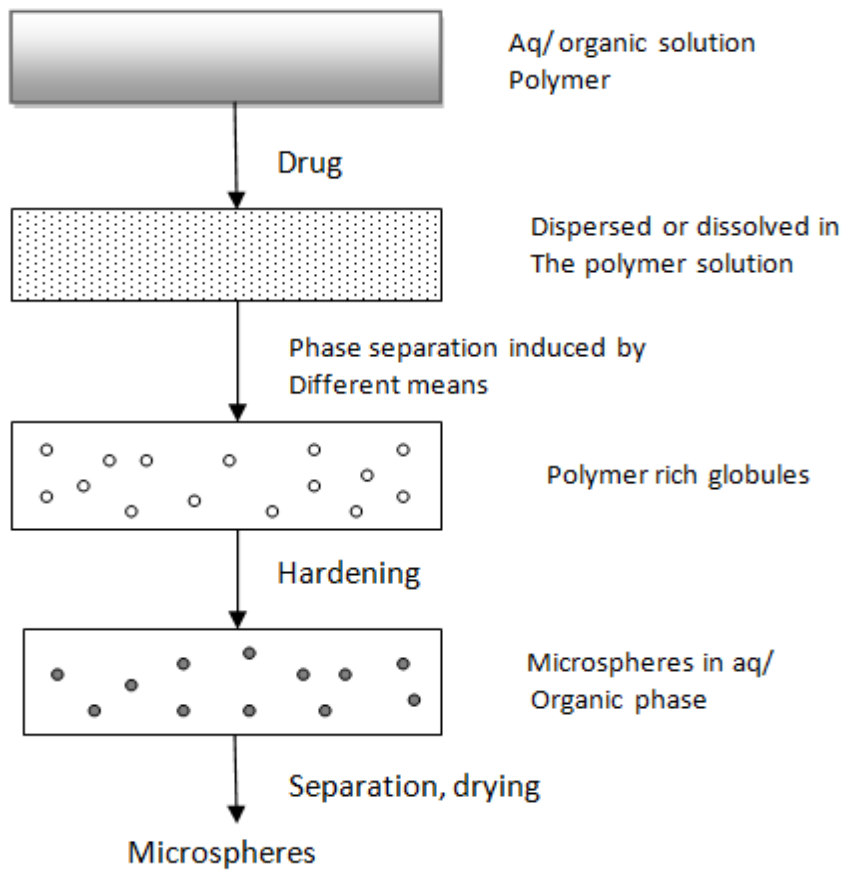 Aq/ organic solution
Polymer
Drug
Dispersed or dissolved in
The polymer solution
Phase separation induced by
Different means
Polymer rich globules
Hardening
Microspheres in aq/
Organic phase
Separation, drying
Microspheres